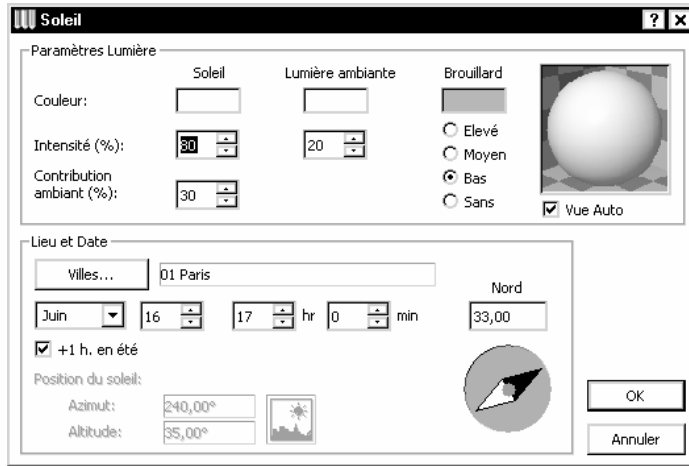 Soleil
Paramètres Lumière
Soleil Lumière ambiante Brouillard
Couleur:
Intensité (%): 80 20
Elevé
Moyen
Contribution
ambiant (%): 30
Bas
Sans
Vue Auto
Lieu et Date
Villes... 01 Paris
Nord
Juin 16 17 hr 0 min 33,00
+1 h. en été
Position du soleil:
Azimut: 240,00°
Altitude: 35,00°
OK
Annuler